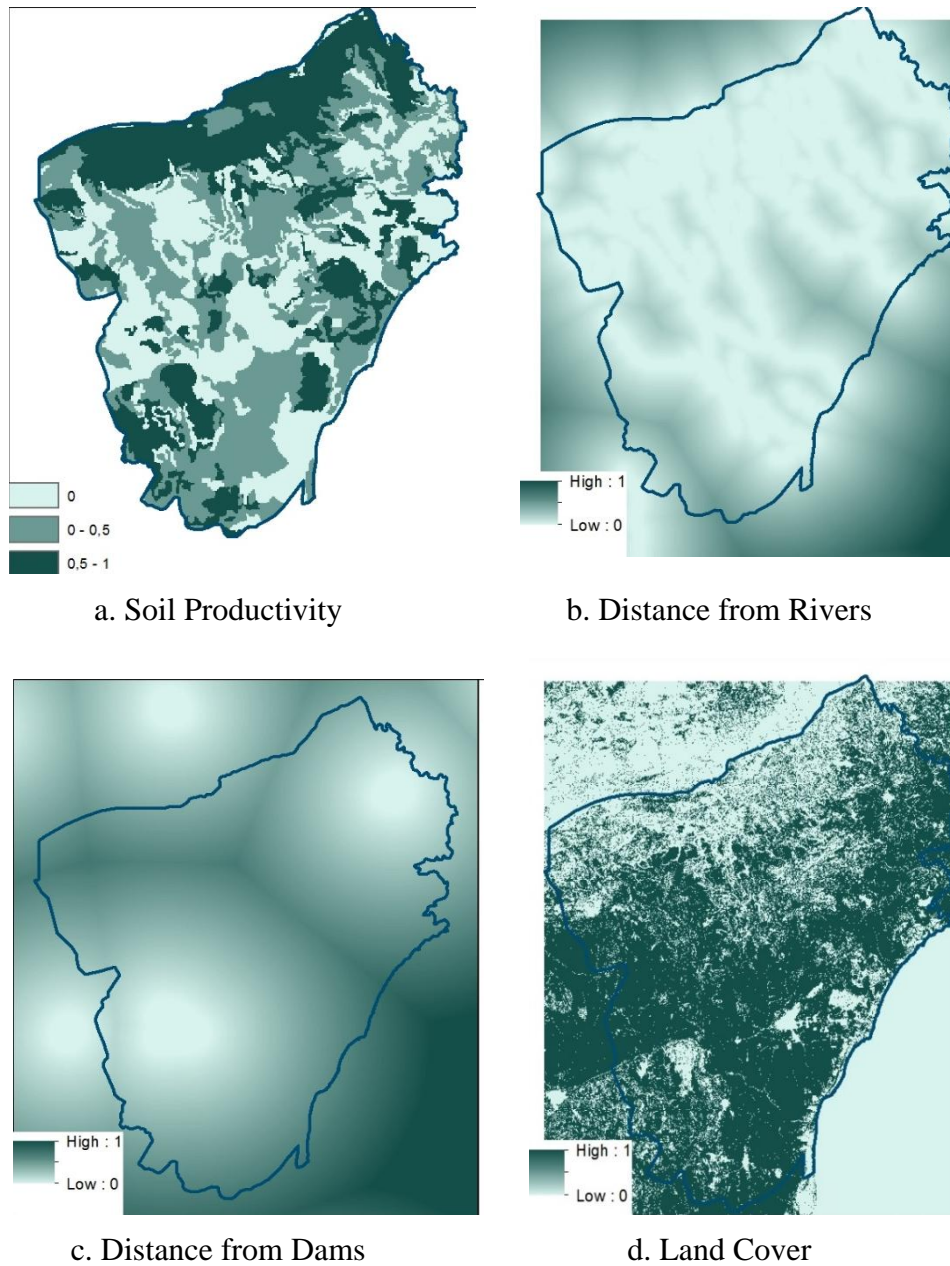 0
0 - 0,5
0,5 - 1
a. Soil Productivity
High : 1
Low : 0
b. Distance from Rivers
High : 1
Low : 0
c. Distance from Dams
High : 1
Low : 0
d. Land Cover